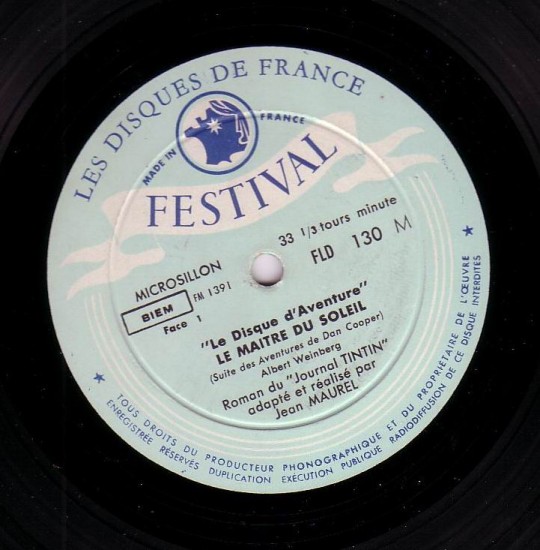 LES DISQUES DE FRANCE
MADE IN FRANCE
FESTIVAL
33 1/3 tours minute
MICROSILLON
FLD 130 M
BIEM
FM 1391
Face 1
"Le Disque d'Aventure"
LE MAITRE DU SOLEIL
(Suite des Aventures de Dan Cooper)
Albert Weinberg
Roman du "Journal TINTIN"
adapté et réalisé par
Jean MAUREL
★ TOUS DROITS DU PRODUCTEUR PHONOGRAPHIQUE ET DU PROPRIETAIRE DE L'ŒUVRE ★
ENREGISTRÉE RÉSERVÉS DUPLICATION EXÉCUTION PUBLIQUE RADIODIFFUSION DE CE DISQUE INTERDITES